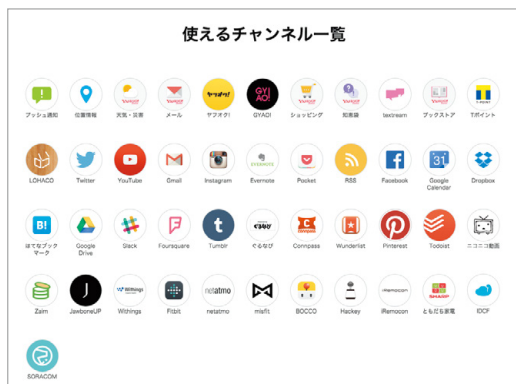 使えるチャンネル一覧
プッシュ通知 位置情報 天気・災害 メール ヤフオク! GYAO! ショッピング 知恵袋 textream ブックストア Tポイント
LOHACO Twitter YouTube Gmail Instagram Evernote Pocket RSS Facebook Google Calendar Dropbox
はてなブックマーク Google Drive Slack Foursquare Tumblr ぐるなび Connpass Wunderlist Pinterest Todoist ニコニコ動画
Zaim JawboneUP Withings Fitbit netatmo misfit BOCCO Hackey iRemocon ともだち家電 IDCF
SORACOM